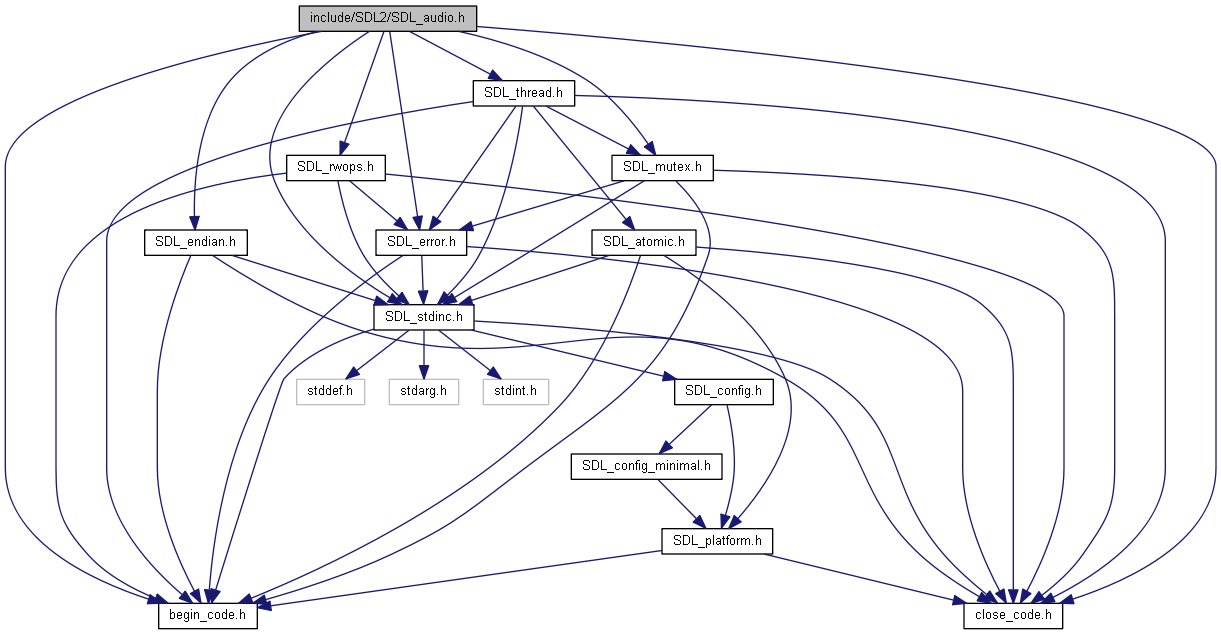 include/SDL2/SDL_audio.h
SDL_thread.h
SDL_rwops.h
SDL_mutex.h
SDL_endian.h
SDL_error.h
SDL_atomic.h
SDL_stdinc.h
stddef.h
stdarg.h
stdint.h
SDL_config.h
SDL_config_minimal.h
SDL_platform.h
begin_code.h
close_code.h